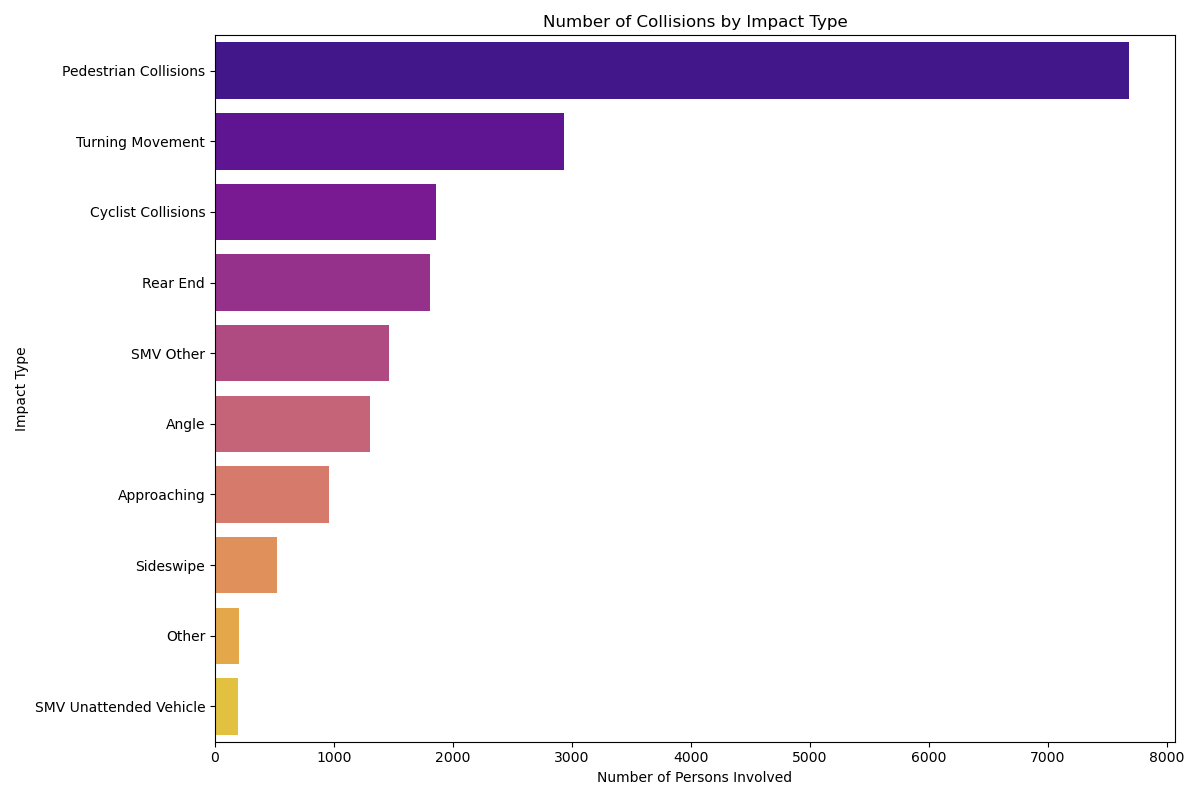 Number of Collisions by Impact Type
Impact Type
Pedestrian Collisions
Turning Movement
Cyclist Collisions
Rear End
SMV Other
Angle
Approaching
Sideswipe
Other
SMV Unattended Vehicle
0 1000 2000 3000 4000 5000 6000 7000 8000
Number of Persons Involved